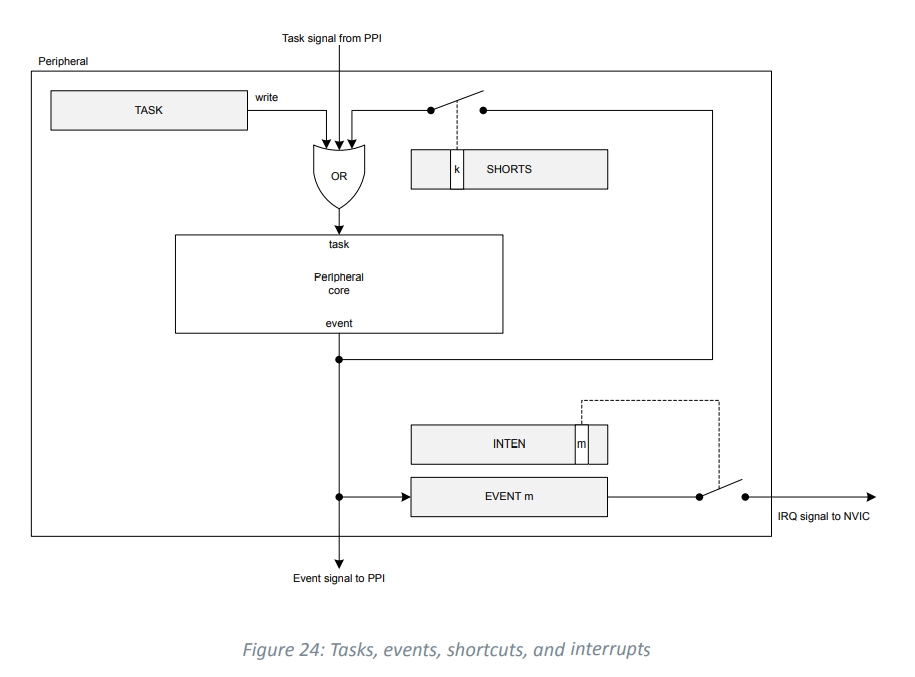 Task signal from PPI
Peripheral
TASK
write
OR
k
SHORTS
task
Peripheral
core
event
INTEN
m
EVENT m
IRQ signal to NVIC
Event signal to PPI
Figure 24: Tasks, events, shortcuts, and interrupts